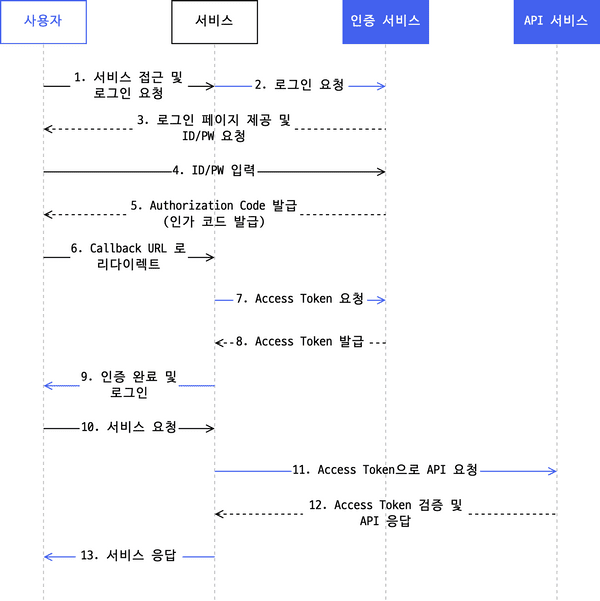 사용자
서비스
인증 서비스
API 서비스
1. 서비스 접근 및
로그인 요청
2. 로그인 요청
3. 로그인 페이지 제공 및
ID/PW 요청
4. ID/PW 입력
5. Authorization Code 발급
(인가 코드 발급)
6. Callback URL 로
리다이렉트
7. Access Token 요청
8. Access Token 발급
9. 인증 완료 및
로그인
10. 서비스 요청
11. Access Token으로 API 요청
12. Access Token 검증 및
API 응답
13. 서비스 응답